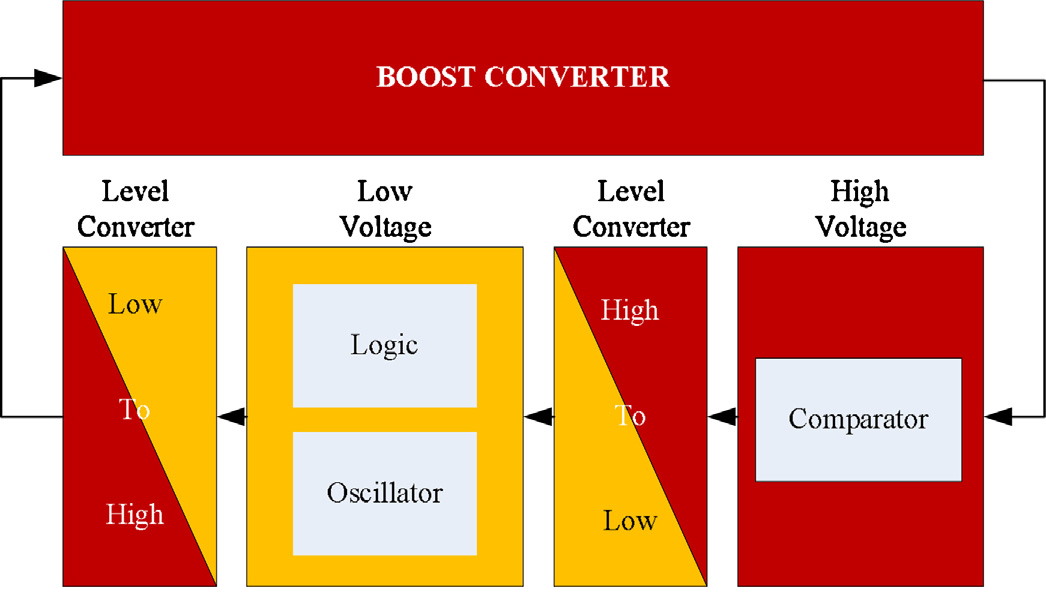 BOOST CONVERTER
Level
Converter
Low
Voltage
Level
Converter
High
Voltage
Low
To
High
Logic
Oscillator
High
To
Low
Comparator